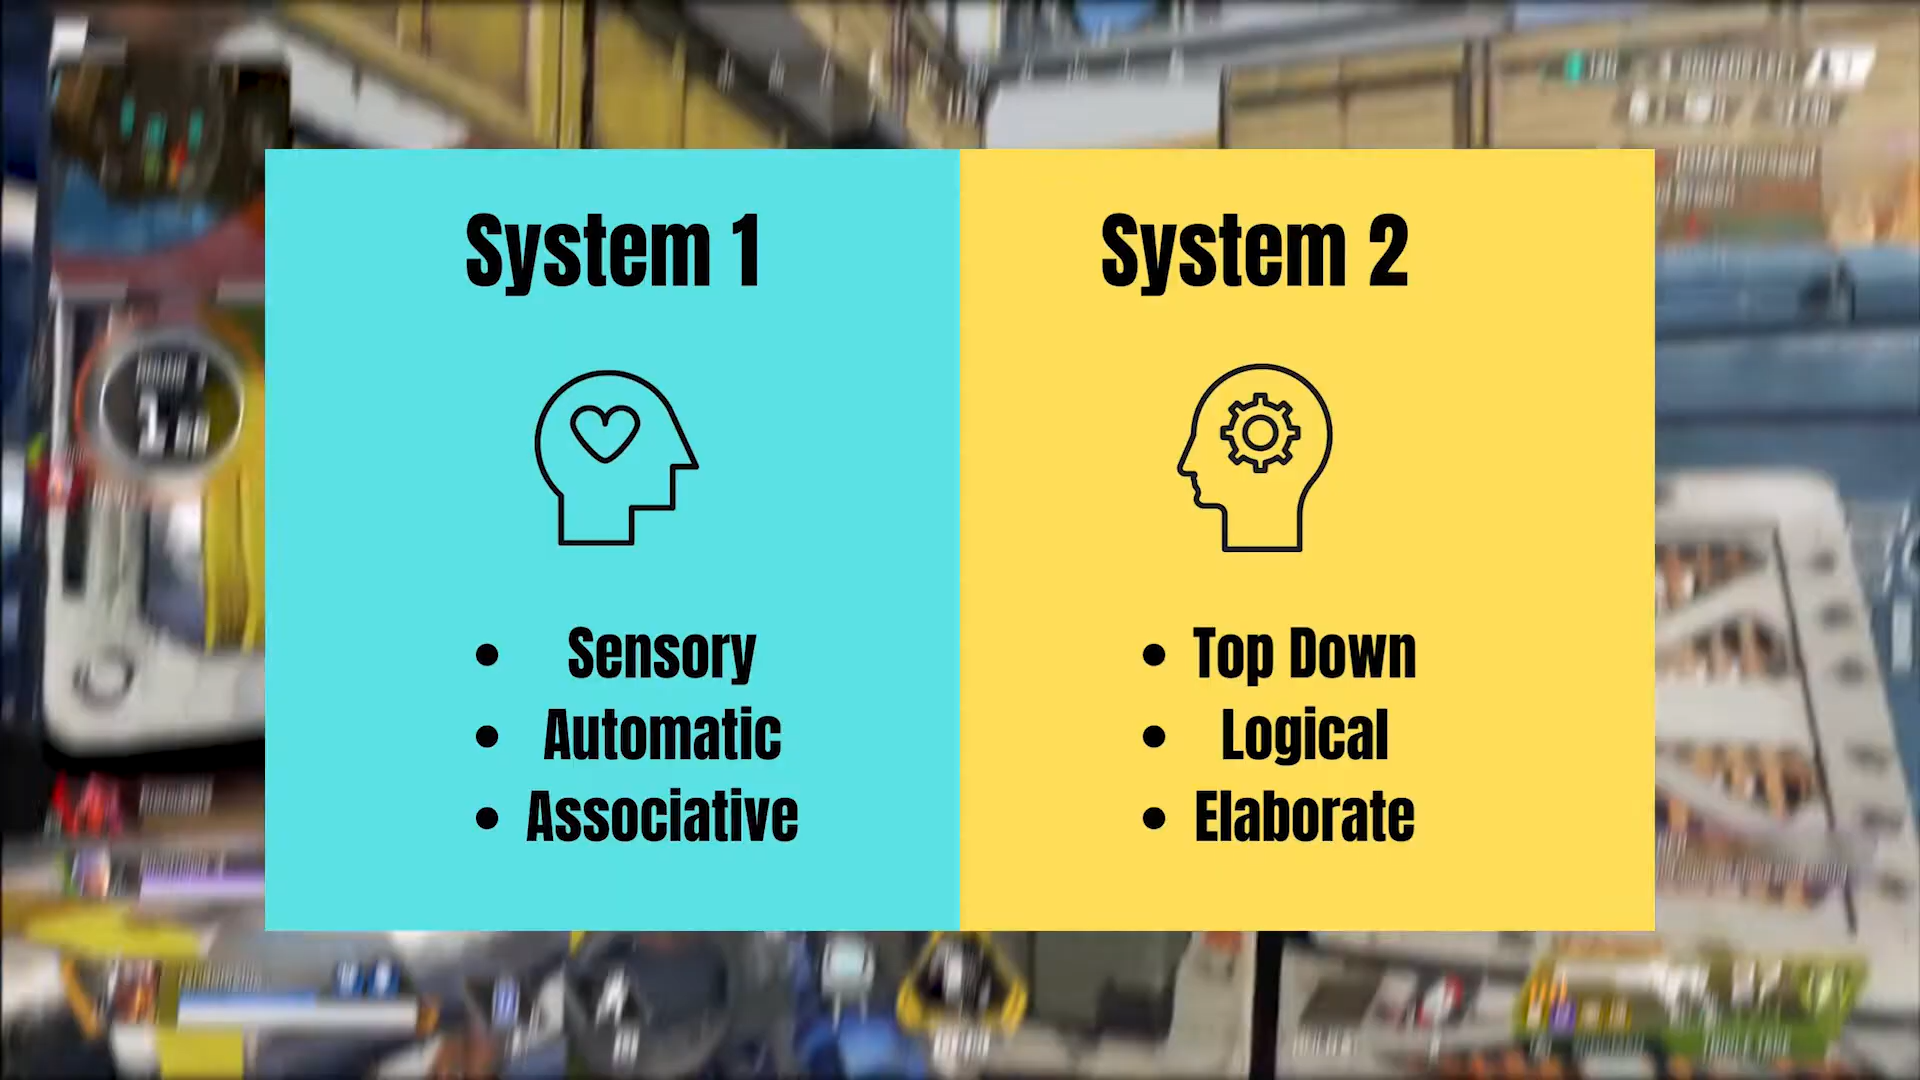 System 1
Sensory
Automatic
Associative
System 2
Top Down
Logical
Elaborate